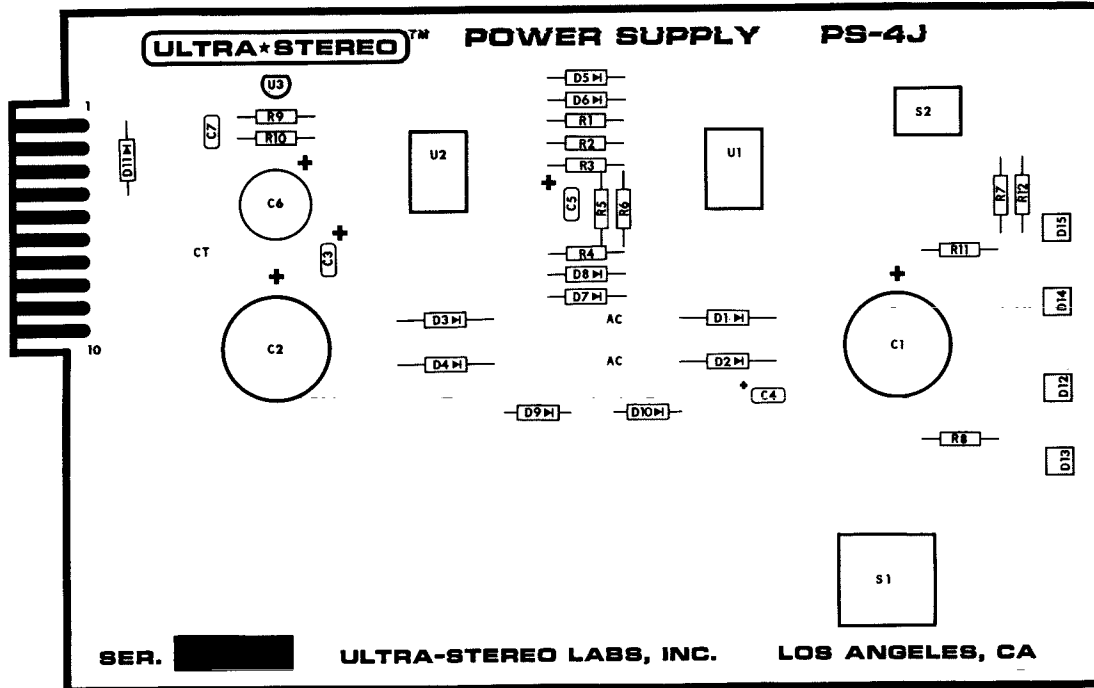 ULTRA★STEREO™ POWER SUPPLY PS-4J
U3
D5
D6
S2
1
R9
R1
C7
R10
R2
U2
U1
D11
R3
C6
C5
R5
R6
R7
R12
D15
CT
C3
R4
R11
D8
D7
D14
D3
AC
D1
C2
C1
10
D4
AC
D2
D12
C4
D9
D10
R8
D13
S1
SER. ULTRA-STEREO LABS, INC. LOS ANGELES, CA